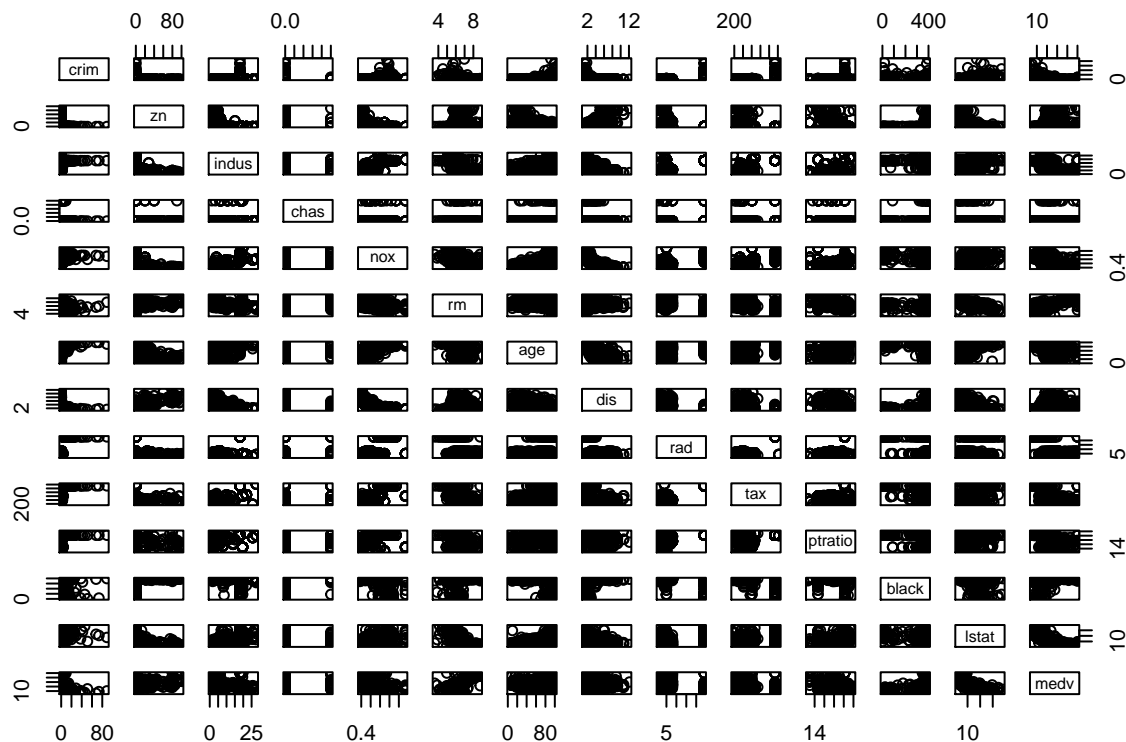 0 80 0.0 4 8 2 12 200 0 400 10
crim 0
0 zn
indus 0
0.0 chas
nox 0.4
4 rm
age 0
2 dis
rad 5
200 tax
ptratio 14
0 black
lstat 10
10 medv
0 80 0 25 0.4 0 80 5 14 10